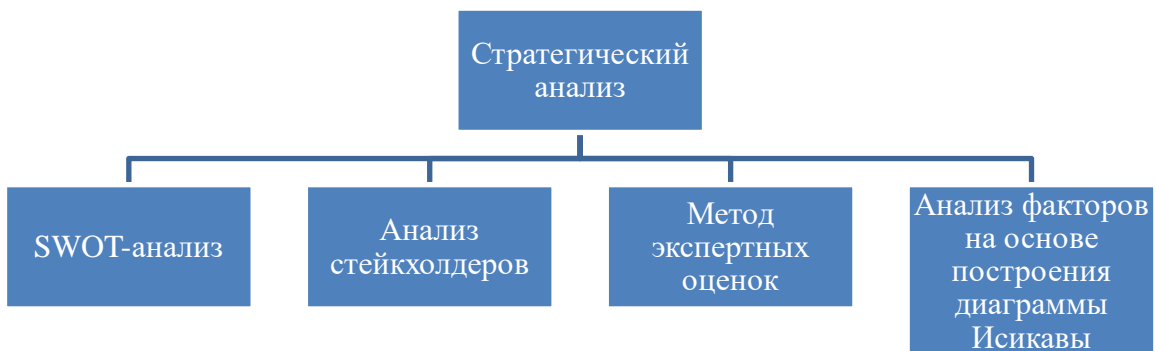 Стратегический
анализ
SWOT-анализ
Анализ
стейкхолдеров
Метод
экспертных
оценок
Анализ факторов
на основе
построения
диаграммы
Исикавы